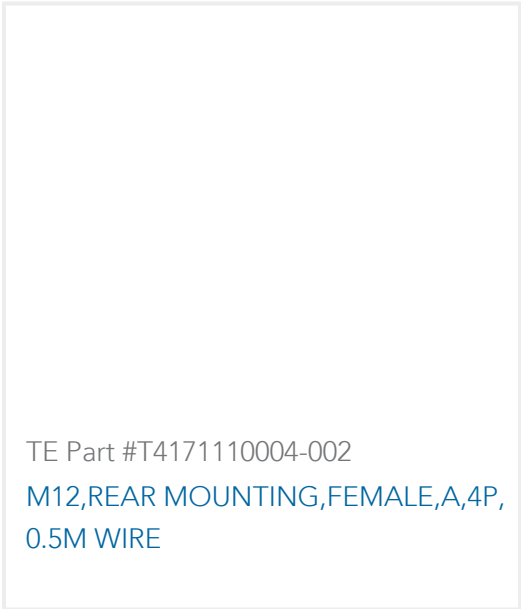 TE Part #T4171110004-002
M12,REAR MOUNTING,FEMALE,A,4P,
0.5M WIRE